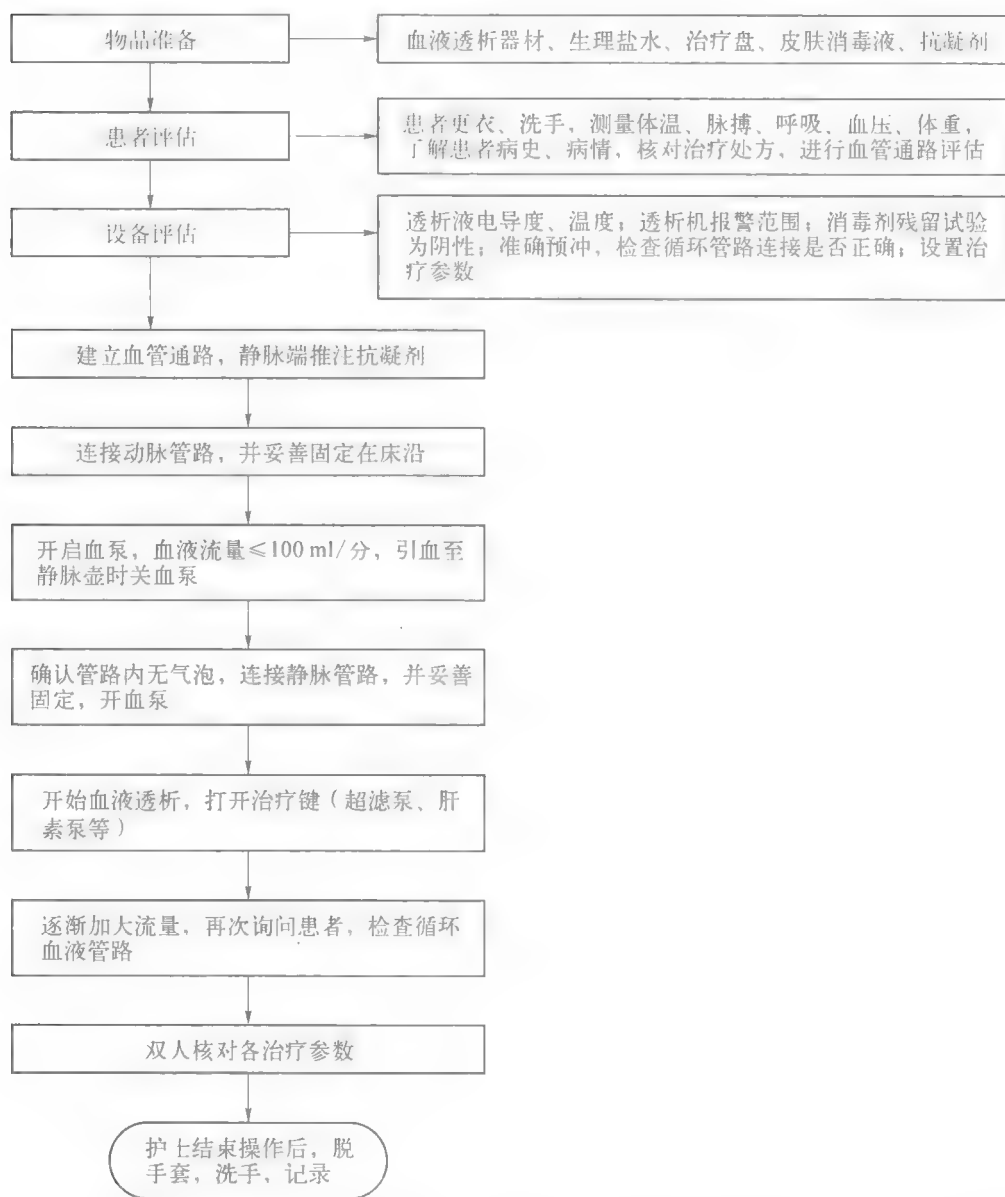 物品准备
血液透析器材、生理盐水、治疗盘、皮肤消毒液、抗凝剂
患者评估
患者更衣、洗手，测量体温、脉搏、呼吸、血压、体重，
了解患者病史、病情，核对治疗处方，进行血管通路评估
设备评估
透析液电导度、温度；透析机报警范围；消毒剂残留试验
为阴性；准确预冲，检查循环管路连接是否正确；设置治
疗参数
建立血管通路，静脉端推注抗凝剂
连接动脉管路，并妥善固定在床沿
开启血泵，血液流量≤100 ml/分，引血至
静脉壶时关血泵
确认管路内无气泡，连接静脉管路，并妥善
固定，开血泵
开始血液透析，打开治疗键（超滤泵、肝
素泵等）
逐渐加大流量，再次询问患者，检查循环
血液管路
双人核对各治疗参数
护士结束操作后，脱
手套，洗手，记录